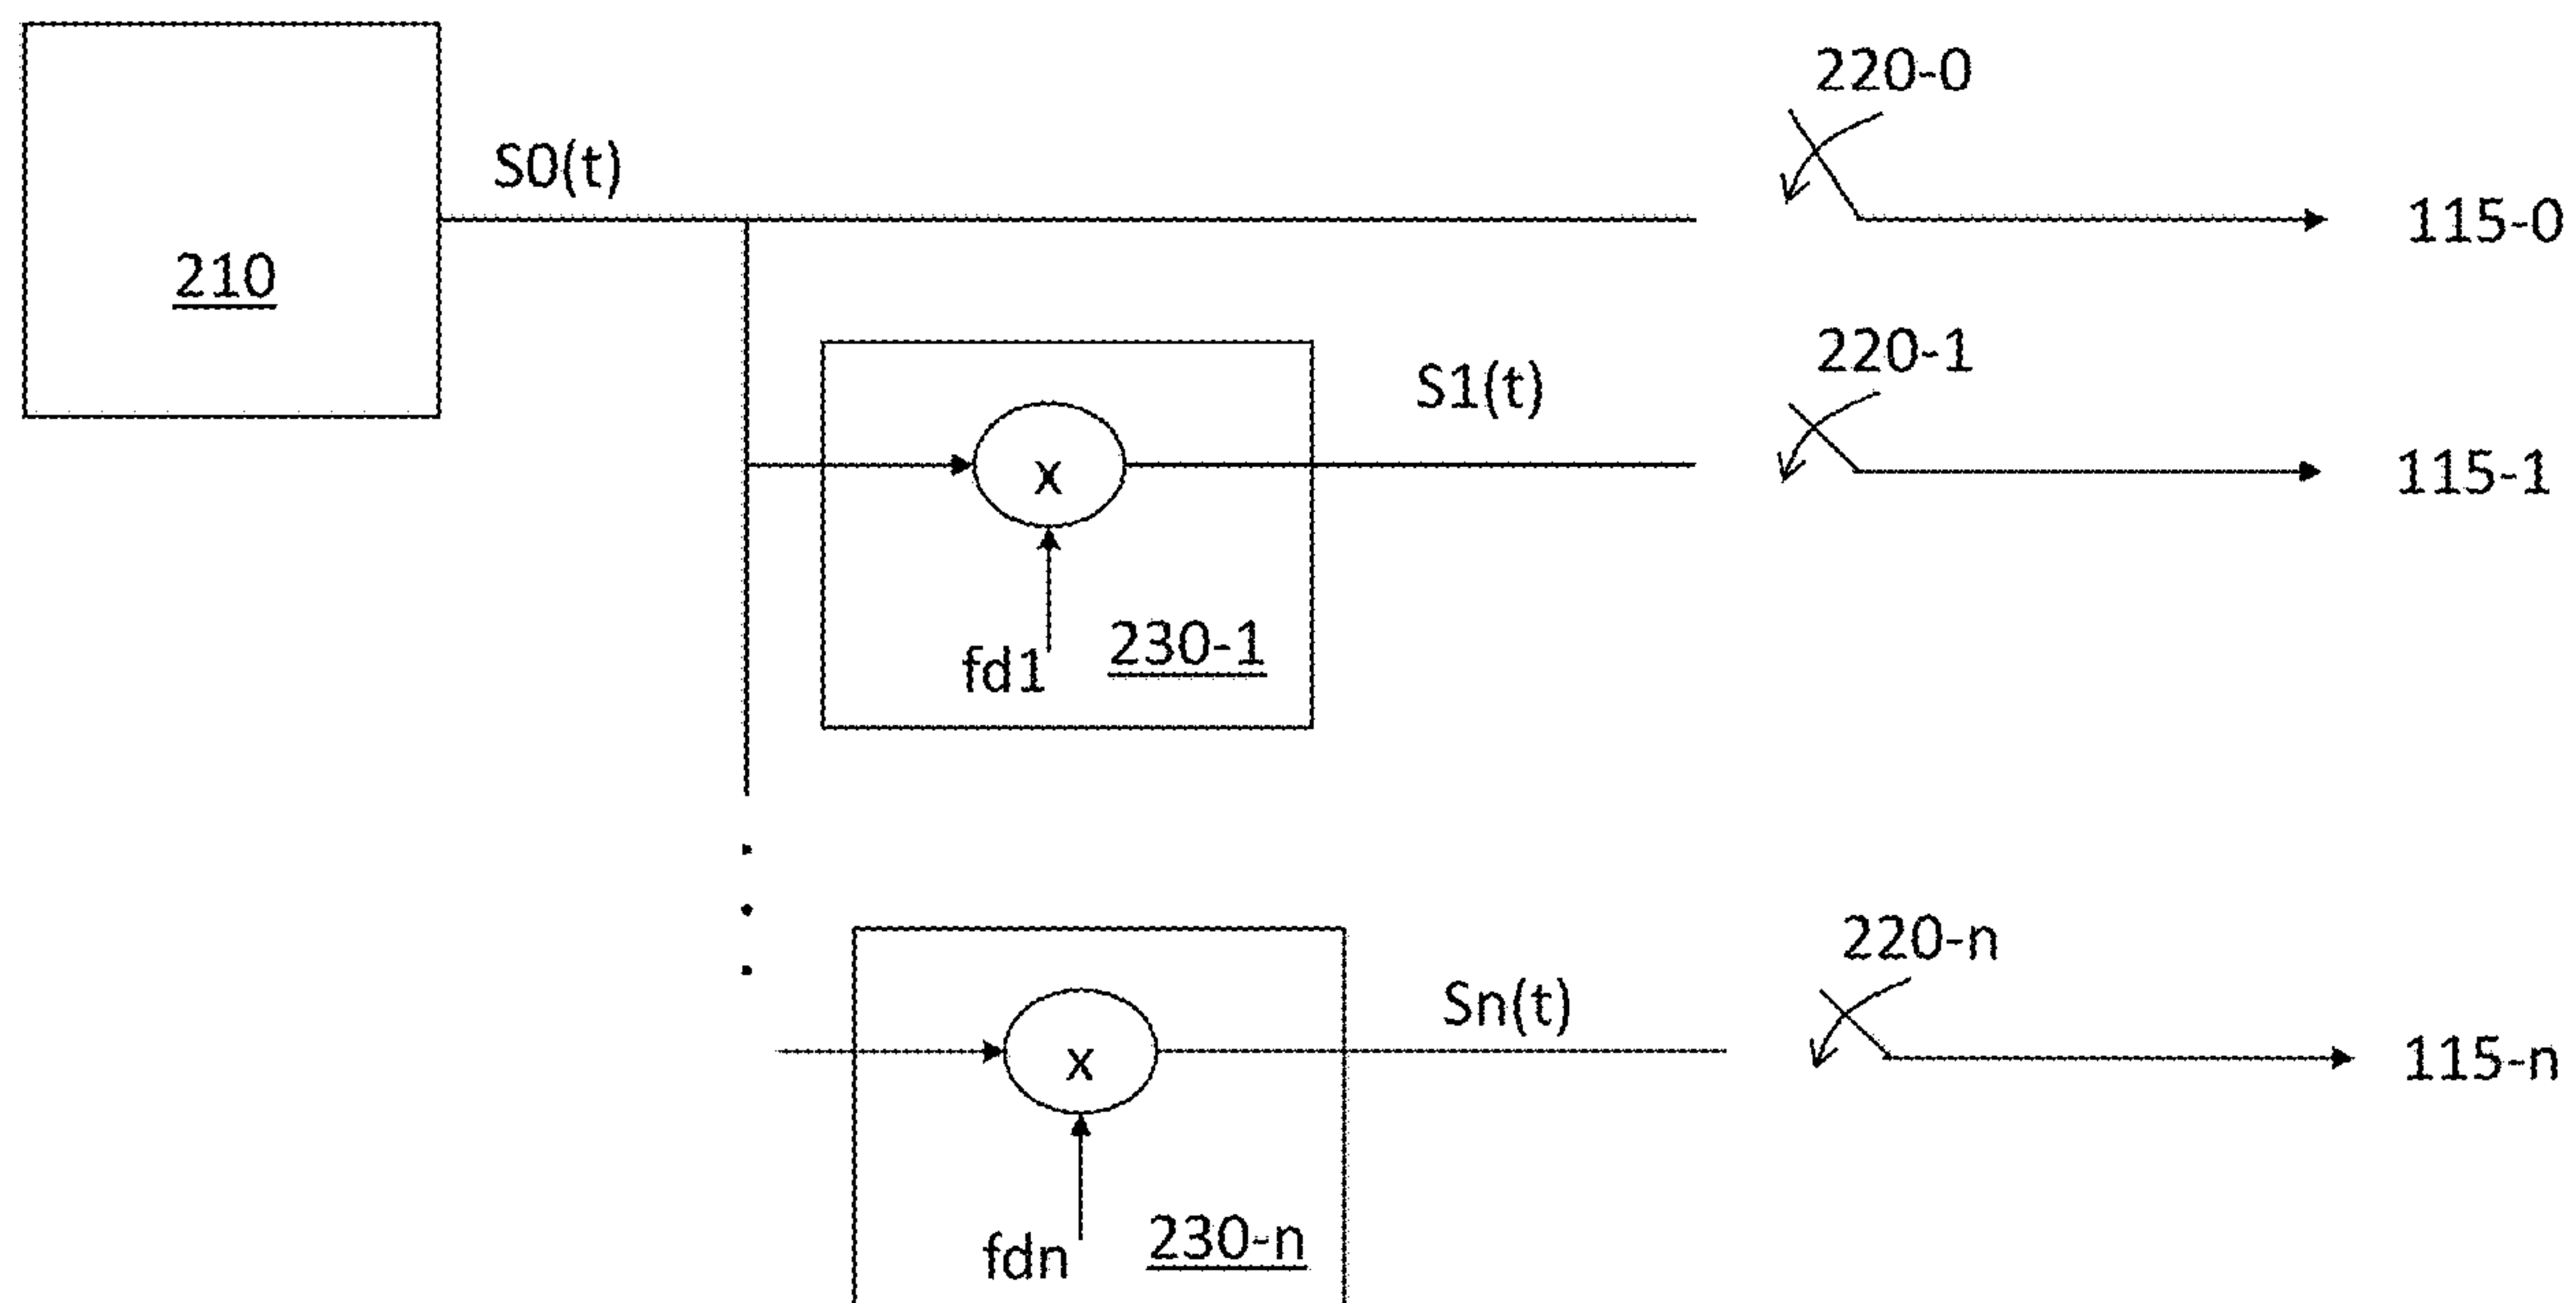 220-0
S0(t)
115-0
210
220-1
S1(t)
115-1
x
fd1
230-1
220-n
Sn(t)
115-n
x
fdn
230-n